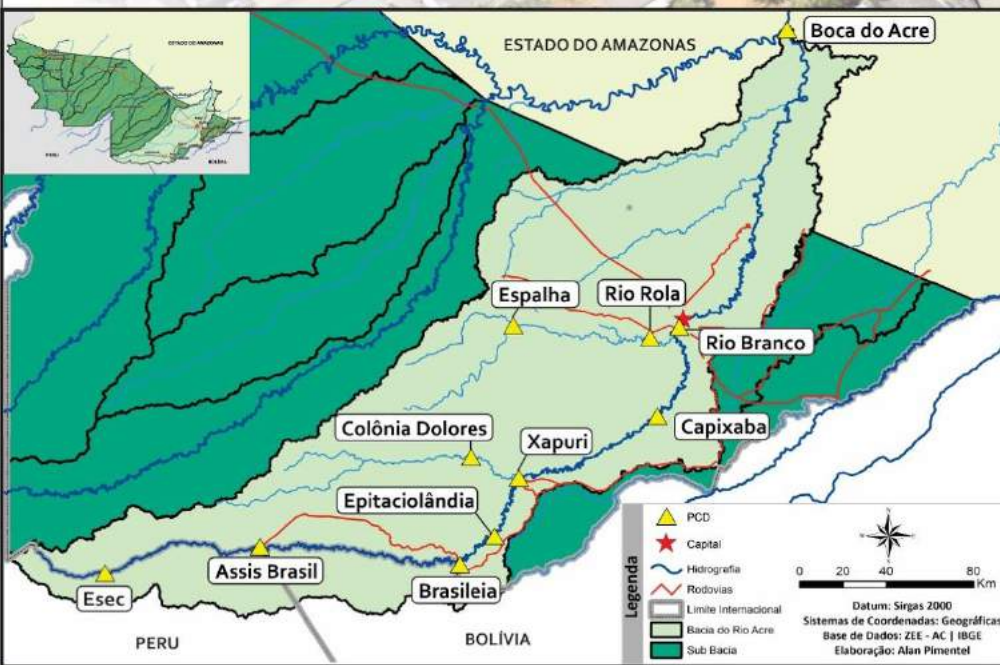 ESTADO DO AMAZONAS
PERU
BOLÍVIA
ESTADO DO AMAZONAS
Boca do Acre
Espalha
Rio Rola
Rio Branco
Capixaba
Colônia Dolores
Xapuri
Epitaciolândia
Assis Brasil
Brasileia
Esec
PERU
BOLÍVIA
Legenda
PCD
Capital
Hidrografia
Rodovias
Limite Internacional
Bacia do Rio Acre
Sub Bacia
0 20 40 80
Km
Datum: Sirgas 2000
Sistemas de Coordenadas: Geográficas
Base de Dados: ZEE - AC | IBGE
Elaboração: Alan Pimentel